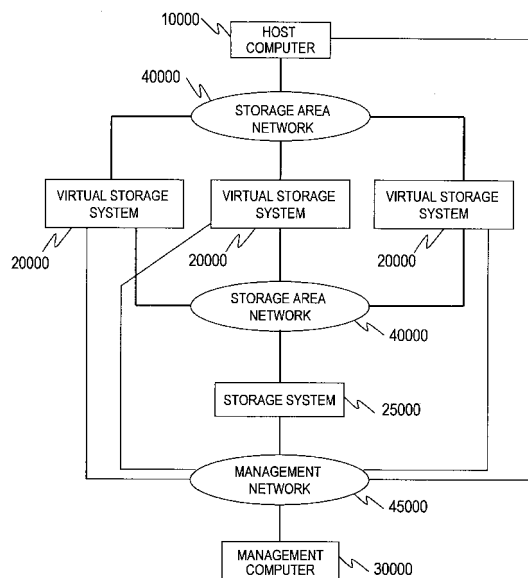 10000
HOST
COMPUTER
40000
STORAGE AREA
NETWORK
VIRTUAL STORAGE
SYSTEM
VIRTUAL STORAGE
SYSTEM
VIRTUAL STORAGE
SYSTEM
20000
20000
20000
STORAGE AREA
NETWORK
40000
STORAGE SYSTEM
25000
MANAGEMENT
NETWORK
45000
MANAGEMENT
COMPUTER
30000